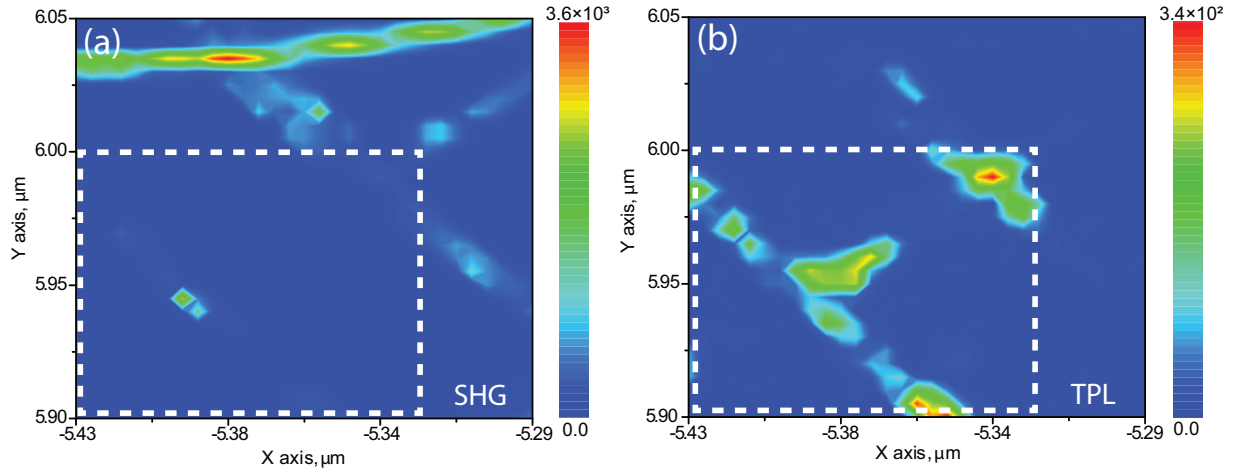 (a)
6.05
6.00
5.95
5.90
Y axis, µm
-5.43
-5.38
-5.34
-5.29
X axis, µm
SHG
3.6×10³
0.0
(b)
6.05
6.00
5.95
5.90
Y axis, µm
-5.43
-5.38
-5.34
-5.29
X axis, µm
TPL
3.4×10²
0.0